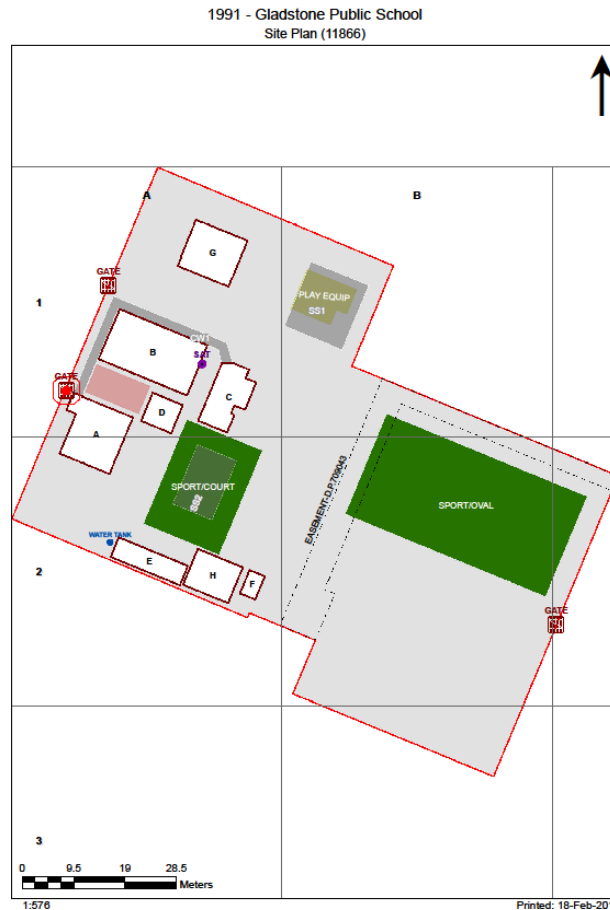 1991 - Gladstone Public School
Site Plan (11866)
A
B
G
GATE
PLAY EQUIP
SS1
1
CW1
B
SAT
GATE
C
D
A
SPORT/COURT
SS2
EASEMENT-D.P.709043
SPORT/OVAL
WATER TANK
E
2
H
F
GATE
3
0 9.5 19 28.5
Meters
1:576
Printed: 18-Feb-201